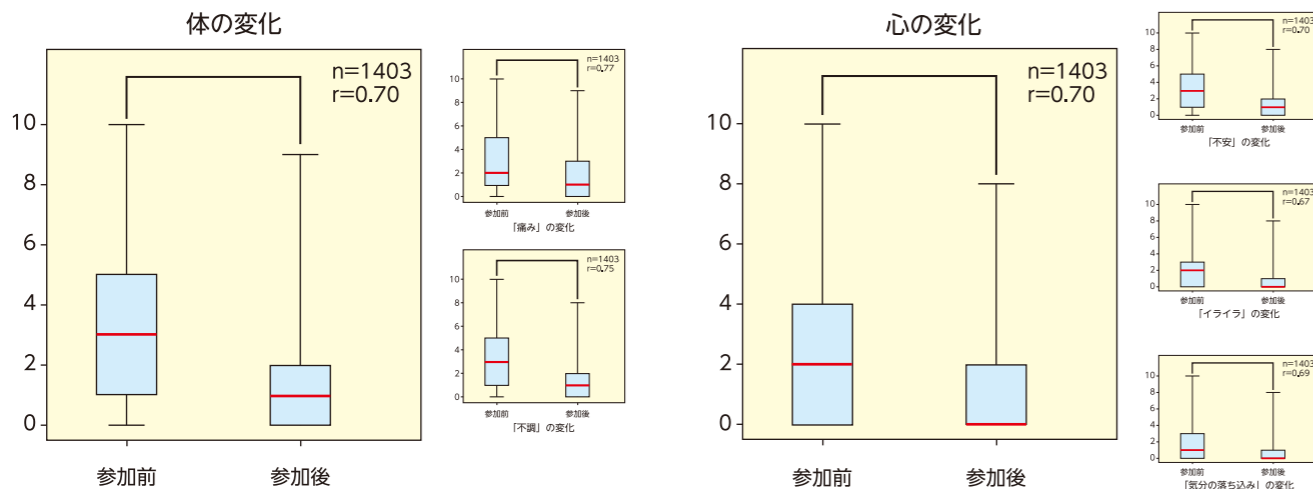 体の変化
n=1403
r=0.70
10
8
6
4
2
0
参加前 参加後
n=1403
r=0.77
10
8
6
4
2
0
参加前 参加後
「痛み」の変化
n=1403
r=0.75
10
8
6
4
2
0
参加前 参加後
「不調」の変化
心の変化
n=1403
r=0.70
10
8
6
4
2
0
参加前 参加後
n=1403
r=0.70
10
8
6
4
2
0
参加前 参加後
「不安」の変化
n=1403
r=0.67
10
8
6
4
2
0
参加前 参加後
「イライラ」の変化
n=1403
r=0.69
10
8
6
4
2
0
参加前 参加後
「気分の落ち込み」の変化